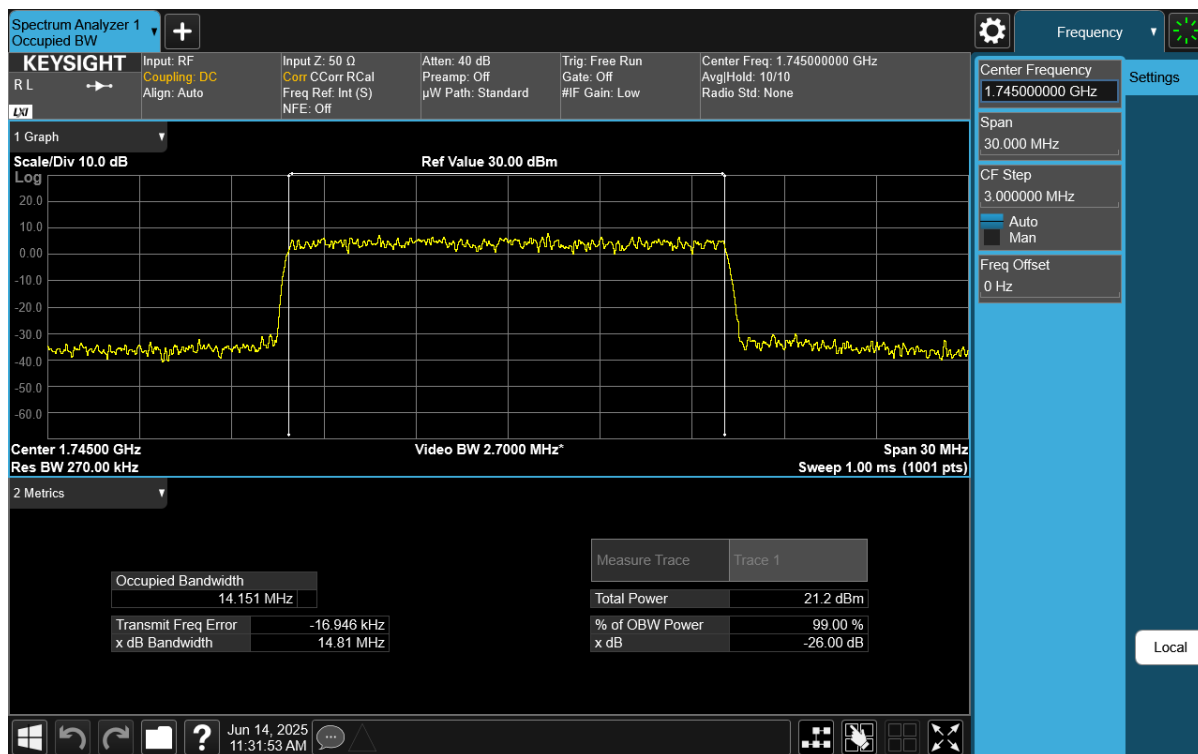 Spectrum Analyzer 1
Occupied BW
Frequency
KEYSIGHT
R L
LXI
Input: RF
Coupling: DC
Align: Auto
Input Z: 50 Ω
Corr CCorr RCal
Freq Ref: Int (S)
NFE: Off
Atten: 40 dB
Preamp: Off
µW Path: Standard
Trig: Free Run
Gate: Off
#IF Gain: Low
Center Freq: 1.745000000 GHz
Avg|Hold: 10/10
Radio Std: None
Center Frequency
1.745000000 GHz
Settings
Span
30.000 MHz
CF Step
3.000000 MHz
Auto
Man
Freq Offset
0 Hz
1 Graph
Scale/Div 10.0 dB
Ref Value 30.00 dBm
Log
20.0
10.0
0.00
-10.0
-20.0
-30.0
-40.0
-50.0
-60.0
Center 1.74500 GHz
Video BW 2.7000 MHz*
Span 30 MHz
Res BW 270.00 kHz
Sweep 1.00 ms (1001 pts)
2 Metrics
Measure Trace Trace 1
Occupied Bandwidth
14.151 MHz
Total Power 21.2 dBm
Transmit Freq Error -16.946 kHz
% of OBW Power 99.00 %
x dB Bandwidth 14.81 MHz
x dB -26.00 dB
Local
?
Jun 14, 2025
11:31:53 AM